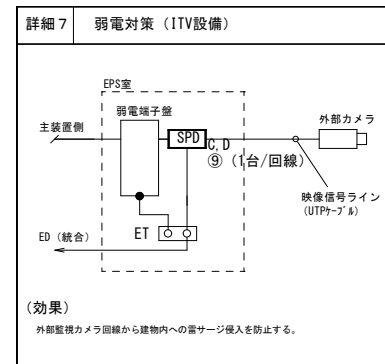 詳細７ 弱電対策（ITV設備）
EPS室
弱電端子盤
主装置側
SPD
C,D
⑨（1台/回線）
外部カメラ
映像信号ライン
(UTPｹｰﾌﾞﾙ)
ET
ED（統合）
(効果)
外部監視カメラ回線から建物内への雷サージ侵入を防止する。